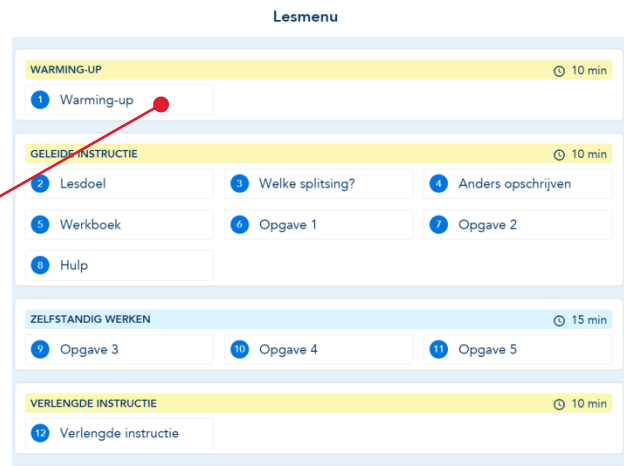 Lesmenu
WARMING-UP 10 min
1 Warming-up
GELEIDE INSTRUCTIE 10 min
2 Lesdoel 3 Welke splitsing? 4 Anders opschrijven
5 Werkboek 6 Opgave 1 7 Opgave 2
8 Hulp
ZELFSTANDIG WERKEN 15 min
9 Opgave 3 10 Opgave 4 11 Opgave 5
VERLENGDE INSTRUCTIE 10 min
12 Verlengde instructie